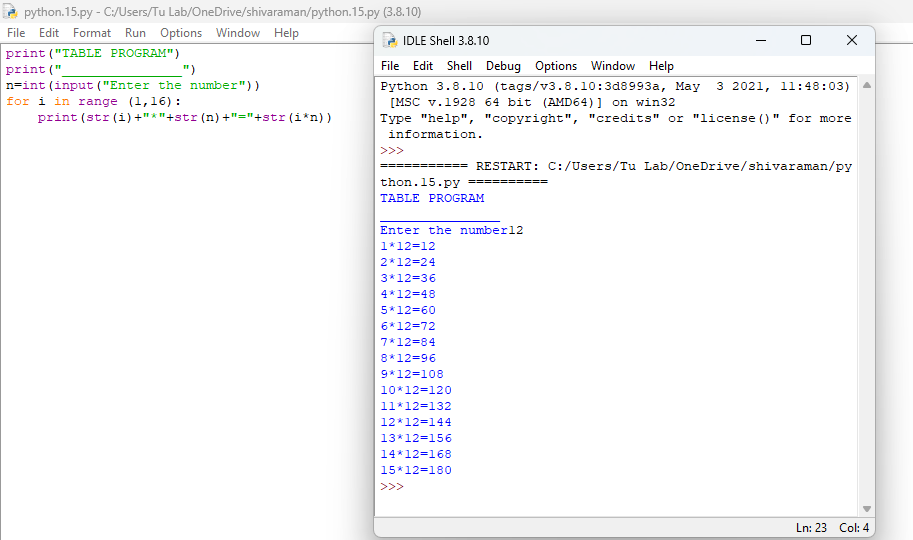 python.15.py - C:/Users/Tu Lab/OneDrive/shivaraman/python.15.py (3.8.10)
File Edit Format Run Options Window Help
print("TABLE PROGRAM")
print("_______________")
n=int(input("Enter the number"))
for i in range (1,16):
    print(str(i)+"*"+str(n)+"="+str(i*n))
IDLE Shell 3.8.10
File Edit Shell Debug Options Window Help
Python 3.8.10 (tags/v3.8.10:3d8993a, May  3 2021, 11:48:03)
 [MSC v.1928 64 bit (AMD64)] on win32
Type "help", "copyright", "credits" or "license()" for more
 information.
>>>
=========== RESTART: C:/Users/Tu Lab/OneDrive/shivaraman/py
thon.15.py ==========
TABLE PROGRAM
_______________
Enter the number12
1*12=12
2*12=24
3*12=36
4*12=48
5*12=60
6*12=72
7*12=84
8*12=96
9*12=108
10*12=120
11*12=132
12*12=144
13*12=156
14*12=168
15*12=180
>>>
Ln: 23 Col: 4